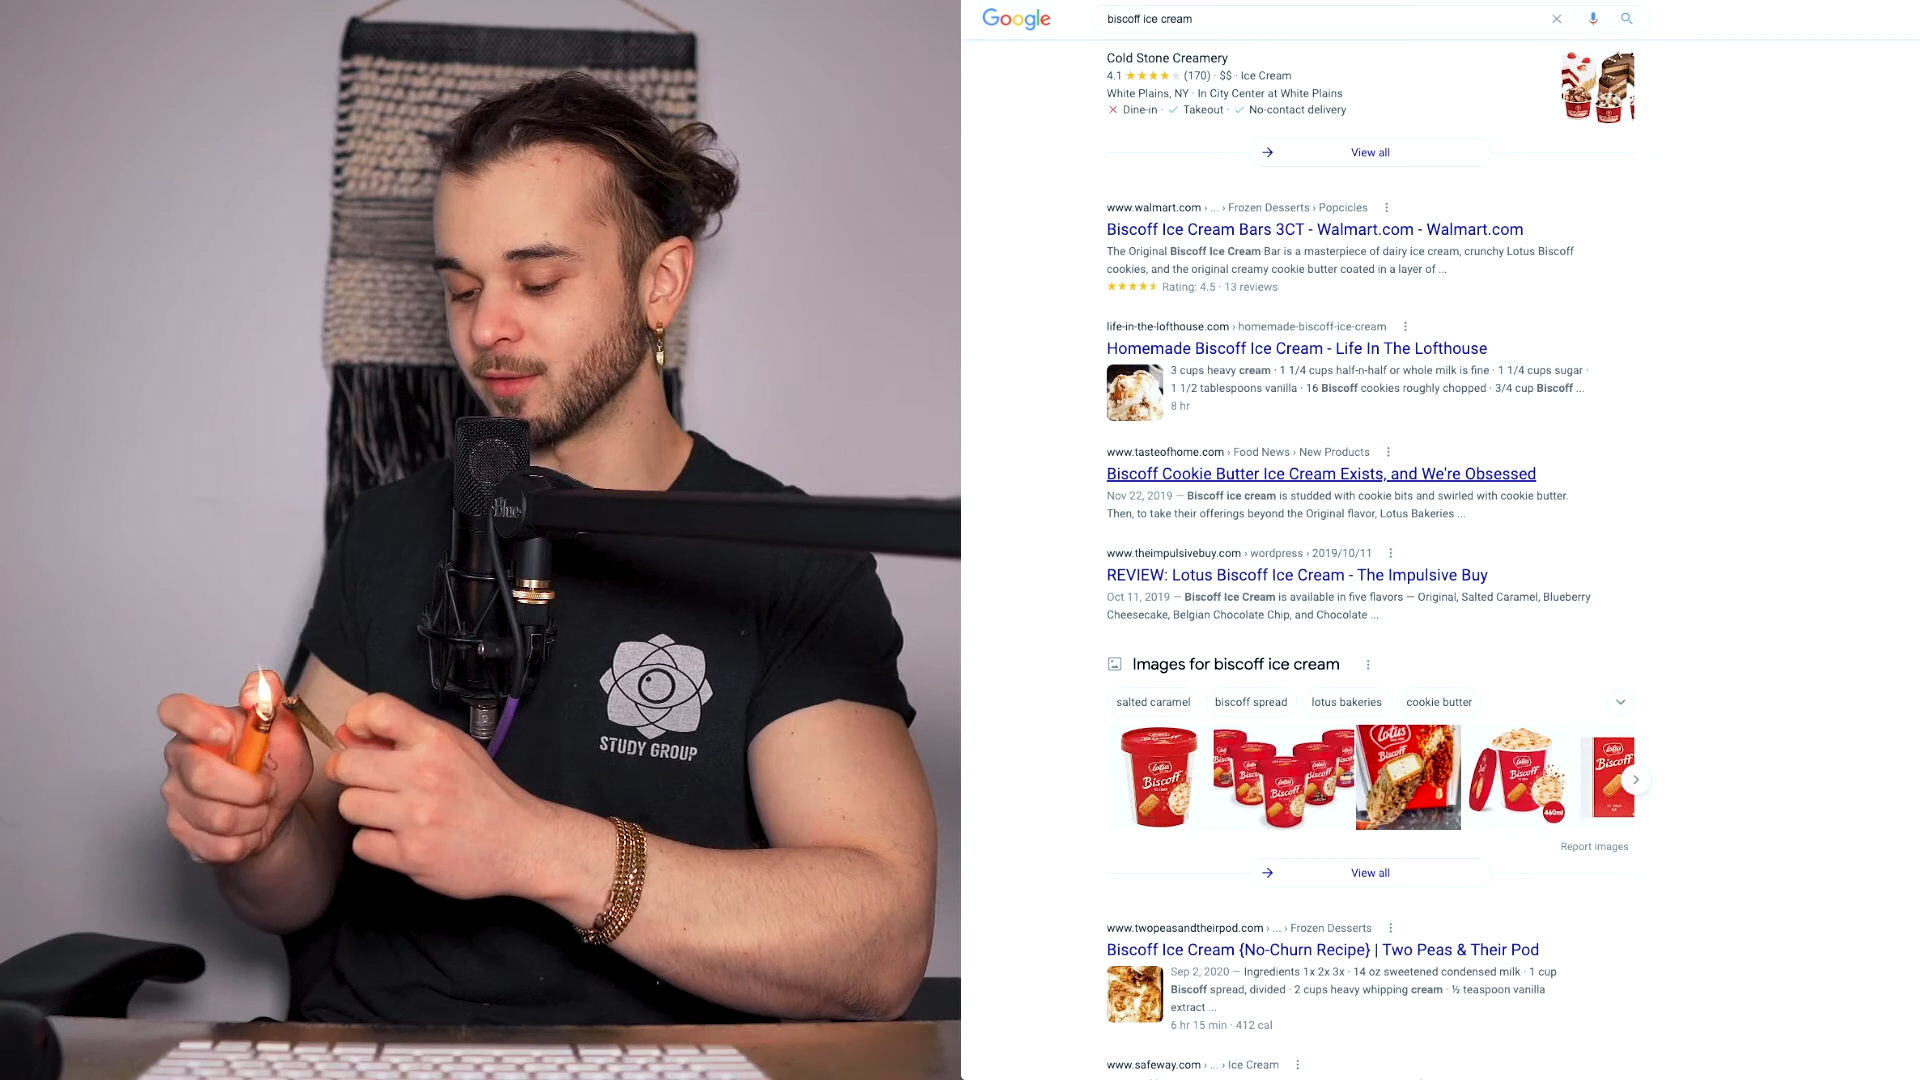 Blue
STUDY GROUP
Google
biscoff ice cream
Cold Stone Creamery
4.1 (170) · $$ · Ice Cream
White Plains, NY · In City Center at White Plains
Dine-in · Takeout · No-contact delivery
View all
www.walmart.com › ... › Frozen Desserts › Popcicles
Biscoff Ice Cream Bars 3CT - Walmart.com - Walmart.com
The Original Biscoff Ice Cream Bar is a masterpiece of dairy ice cream, crunchy Lotus Biscoff
cookies, and the original creamy cookie butter coated in a layer of ...
Rating: 4.5 · 13 reviews
life-in-the-lofthouse.com › homemade-biscoff-ice-cream
Homemade Biscoff Ice Cream - Life In The Lofthouse
3 cups heavy cream · 1 1/4 cups half-n-half or whole milk is fine · 1 1/4 cups sugar ·
1 1/2 tablespoons vanilla · 16 Biscoff cookies roughly chopped · 3/4 cup Biscoff ...
8 hr
www.tasteofhome.com › Food News › New Products
Biscoff Cookie Butter Ice Cream Exists, and We're Obsessed
Nov 22, 2019 — Biscoff ice cream is studded with cookie bits and swirled with cookie butter.
Then, to take their offerings beyond the Original flavor, Lotus Bakeries ...
www.theimpulsivebuy.com › wordpress › 2019/10/11
REVIEW: Lotus Biscoff Ice Cream - The Impulsive Buy
Oct 11, 2019 — Biscoff Ice Cream is available in five flavors — Original, Salted Caramel, Blueberry
Cheesecake, Belgian Chocolate Chip, and Chocolate ...
Images for biscoff ice cream
salted caramel
biscoff spread
lotus bakeries
cookie butter
Lotus
Biscoff
Biscoff
Lotus
Biscoff
Lotus
Biscoff
460ml
Biscoff
Report images
View all
www.twopeasandtheirpod.com › ... › Frozen Desserts
Biscoff Ice Cream {No-Churn Recipe} | Two Peas & Their Pod
Sep 2, 2020 — Ingredients 1x 2x 3x · 14 oz sweetened condensed milk · 1 cup
Biscoff spread, divided · 2 cups heavy whipping cream · ½ teaspoon vanilla
extract ...
6 hr 15 min · 412 cal
www.safeway.com › ... › Ice Cream